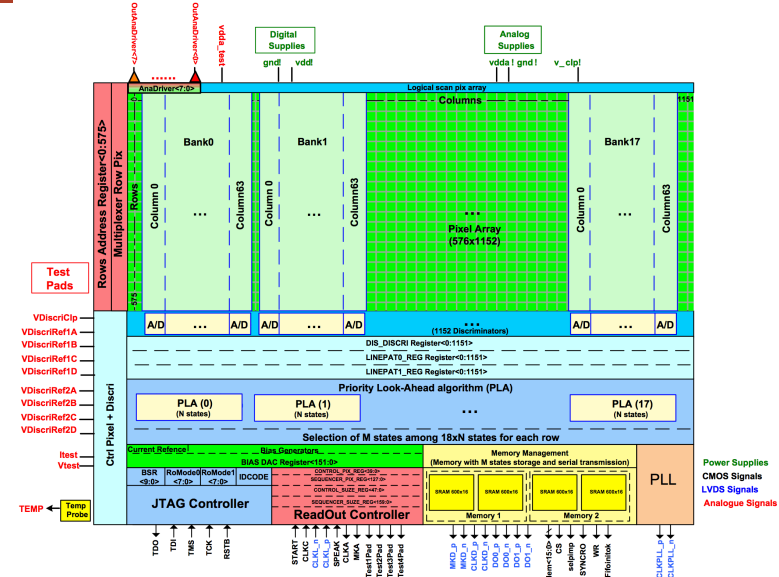 OutAnaDriver<7>
OutAnaDriver<0>
vdda_test
Digital
Supplies
gnd!
vdd!
Analog
Supplies
vdda !
gnd !
v_clp!
......
AnaDriver<7:0>
Logical scan pix array
0
Columns
1151
Rows Address Register<0:575>
Multiplexer Row Pix
Rows
575
Bank0
Column 0
...
Column63
Bank1
Column 0
...
Column63
...
Pixel Array
(576x1152)
Bank17
Column 0
...
Column63
Test
Pads
VDiscriClp
VDiscriRef1A
VDiscriRef1B
VDiscriRef1C
VDiscriRef1D
VDiscriRef2A
VDiscriRef2B
VDiscriRef2C
VDiscriRef2D
Itest
Vtest
Ctrl Pixel + Discri
A/D
...
A/D
A/D
...
A/D
...
(1152 Discriminators)
A/D
...
A/D
DIS_DISCRI Register<0:1151>
LINEPAT0_REG Register<0:1151>
LINEPAT1_REG Register<0:1151>
Priority Look-Ahead algorithm (PLA)
PLA (0)
(N states)
PLA (1)
(N states)
...
PLA (17)
(N states)
Selection of M states among 18xN states for each row
Current Refence
Bias Generators
BIAS DAC Register<151:0>
BSR
<9:0>
RoMode0
<7:0>
RoMode1
<7:0>
IDCODE
JTAG Controller
CONTROL_PIX_REG<39:0>
SEQUENCER_PIX_REG<127:0>
CONTROL_SUZE_REG<47:0>
SEQUENCER_SUZE_REG<159:0>
ReadOut Controller
Memory Management
(Memory with M states storage and serial transmission)
SRAM 600x16
SRAM 600x16
SRAM 600x16
SRAM 600x16
Memory 1
Memory 2
PLL
Power Supplies
CMOS Signals
LVDS Signals
Analogue Signals
TEMP
Temp
Probe
TDO
TDI
TMS
TCK
RSTB
START
CLKC
CLKL_n
CLKL_p
SPEAK
CLKA
MKA
Test1Pad
Test2Pad
Test3Pad
Test4Pad
MKD_p
MKD_n
CLKD_p
CLKD_n
DO0_p
DO0_n
DO1_p
DO1_n
Mem<15:0>
CS
selpimp
SYNCRO
WR
Fifoinitok
CLKPLL_p
CLKPLL_n